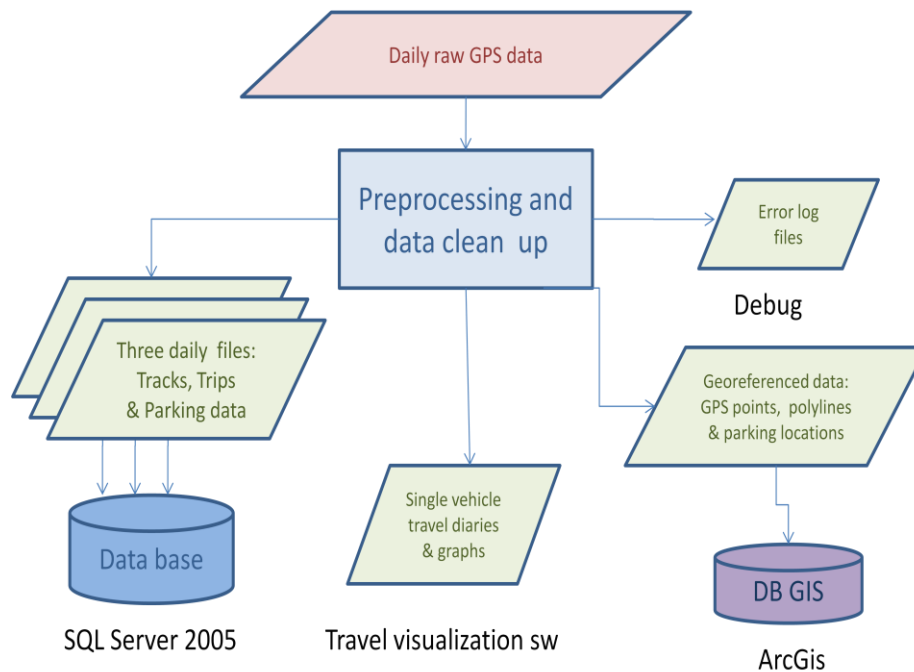 Daily raw GPS data
Preprocessing and
data clean up
Error log
files
Debug
Three daily files:
Tracks, Trips
& Parking data
Georeferenced data:
GPS points, polylines
& parking locations
Single vehicle
travel diaries
& graphs
Data base
DB GIS
SQL Server 2005
Travel visualization sw
ArcGis